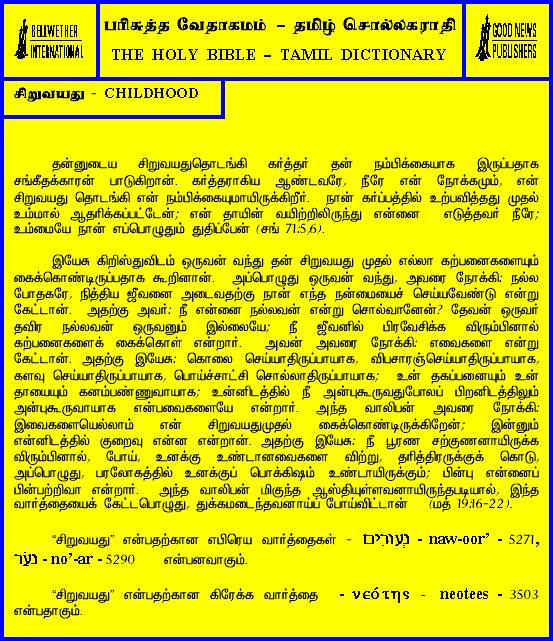 BELLWETHER
INTERNATIONAL
பரிசுத்த வேதாகமம் – தமிழ் சொல்லகராதி
THE HOLY BIBLE – TAMIL DICTIONARY
GOOD NEWS
PUBLISHERS
சிறுவயது - CHILDHOOD
தன்னுடைய சிறுவயதுதொடங்கி கர்த்தர் தன் நம்பிக்கையாக இருப்பதாக
சங்கீதக்காரன் பாடுகிறான். கர்த்தராகிய ஆண்டவரே, நீரே என் நோக்கமும், என்
சிறுவயது தொடங்கி என் நம்பிக்கையுமாயிருக்கிறீர். நான் கர்ப்பத்தில் உற்பவித்தது முதல்
உம்மால் ஆதரிக்கப்பட்டேன்; என் தாயின் வயிற்றிலிருந்து என்னை எடுத்தவர் நீரே;
உம்மையே நான் எப்பொழுதும் துதிப்பேன் (சங் 71:5,6).
இயேசு கிறிஸ்துவிடம் ஒருவன் வந்து தன் சிறுவயது முதல் எல்லா கற்பனைகளையும்
கைக்கொண்டிருப்பதாக கூறினான். அப்பொழுது ஒருவன் வந்து, அவரை நோக்கி: நல்ல
போதகரே, நித்திய ஜீவனை அடைவதற்கு நான் எந்த நன்மையைச் செய்யவேண்டு என்று
கேட்டான். அதற்கு அவர்: நீ என்னை நல்லவன் என்று சொல்வானேன்? தேவன் ஒருவர்
தவிர நல்லவன் ஒருவனும் இல்லையே; நீ ஜீவனில் பிரவேசிக்க விரும்பினால்
கற்பனைகளைக் கைக்கொள் என்றார். அவன் அவரை நோக்கி: எவைகளை என்று
கேட்டான். அதற்கு இயேசு: கொலை செய்யாதிருப்பாயாக, விபசாரஞ்செய்யாதிருப்பாயாக,
களவு செய்யாதிருப்பாயாக, பொய்ச்சாட்சி சொல்லாதிருப்பாயாக; உன் தகப்பனையும் உன்
தாயையும் கனம்பண்ணுவாயாக; உன்னிடத்தில் நீ அன்புகூருவதுபோலப் பிறனிடத்திலும்
அன்புகூருவாயாக என்பவைகளையே என்றார். அந்த வாலிபன் அவரை நோக்கி:
இவைகளையெல்லாம் என் சிறுவயதுமுதல் கைக்கொண்டிருக்கிறேன்; இன்னும்
என்னிடத்தில் குறைவு என்ன என்றான். அதற்கு இயேசு: நீ பூரண சற்குணனாயிருக்க
விரும்பினால், போய், உனக்கு உண்டானவைகளை விற்று, தரித்திரருக்குக் கொடு,
அப்பொழுது, பரலோகத்தில் உனக்குப் பொக்கிஷம் உண்டாயிருக்கும்; பின்பு என்னைப்
பின்பற்றிவா என்றார். அந்த வாலிபன் மிகுந்த ஆஸ்தியுள்ளவனாயிருந்தபடியால், இந்த
வார்த்தையைக் கேட்டபொழுது, துக்கமடைந்தவனாய்ப் போய்விட்டான் (மத் 19:16-22).
“சிறுவயது” என்பதற்கான எபிரெய வார்த்தைகள் - נְעֻורִים - naw-oor’ - 5271,
נֹעַר - no’-ar - 5290 என்பனவாகும்.
“சிறுவயது” என்பதற்கான கிரேக்க வார்த்தை - νεότης - neotees - 3503
என்பதாகும்.